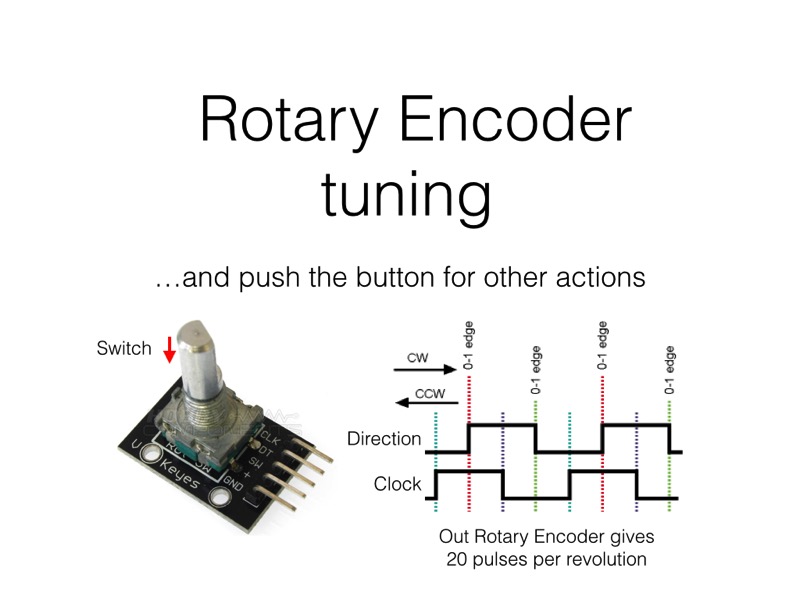 Rotary Encoder
tuning
…and push the button for other actions
Switch
CW
CCW
0-1 edge
0-1 edge
0-1 edge
0-1 edge
Direction
Clock
CLK
DT
SW
+
GND
V
Keyes
Out Rotary Encoder gives
20 pulses per revolution